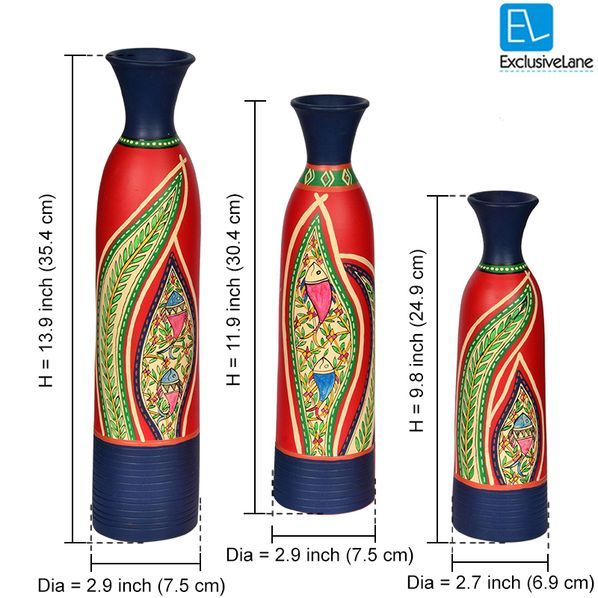 EL
ExclusiveLane
H = 13.9 inch (35.4 cm)
H = 11.9 inch (30.4 cm)
H = 9.8 inch (24.9 cm)
Dia = 2.9 inch (7.5 cm)
Dia = 2.9 inch (7.5 cm)
Dia = 2.7 inch (6.9 cm)